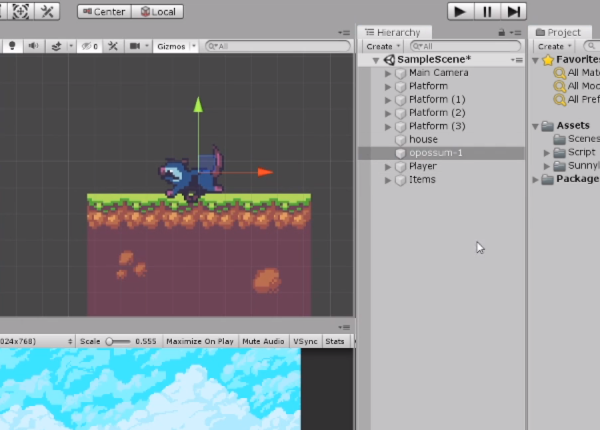 Center Local
Gizmos All
0
Hierarchy
Create All
SampleScene*
Main Camera
Platform
Platform (1)
Platform (2)
Platform (3)
house
opossum-1
Player
Items
Project
Create
Favorites
All Mate
All Mod
All Pref
Assets
Scenes
Script
Sunnyl
Package
024x768] Scale 0.555 Maximize On Play Mute Audio VSync Stats